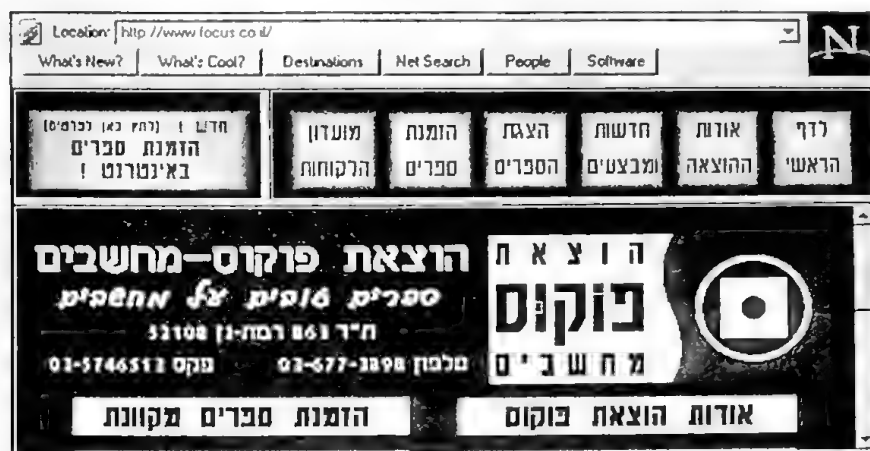 Location: http://www.focus.co.il/
What's New? What's Cool? Destinations Net Search People Software
N
לדף הראשי
אודות ההוצאה
חדשות ומבצעים
הצגת הספרים
הזמנת ספרים
מועדון הלקוחות
חדש ! (לחץ כאן לפרטים)
הזמנת ספרים
באינטרנט !
הוצאת
פוקוס
מחשבים
הוצאת פוקוס–מחשבים
ספרים טובים על מחשבים
ת"ד 863 רמת-גן 52108
טלפון 03-677-3898 פקס 03-5746513
אודות הוצאת פוקוס
הזמנת ספרים מקוונת